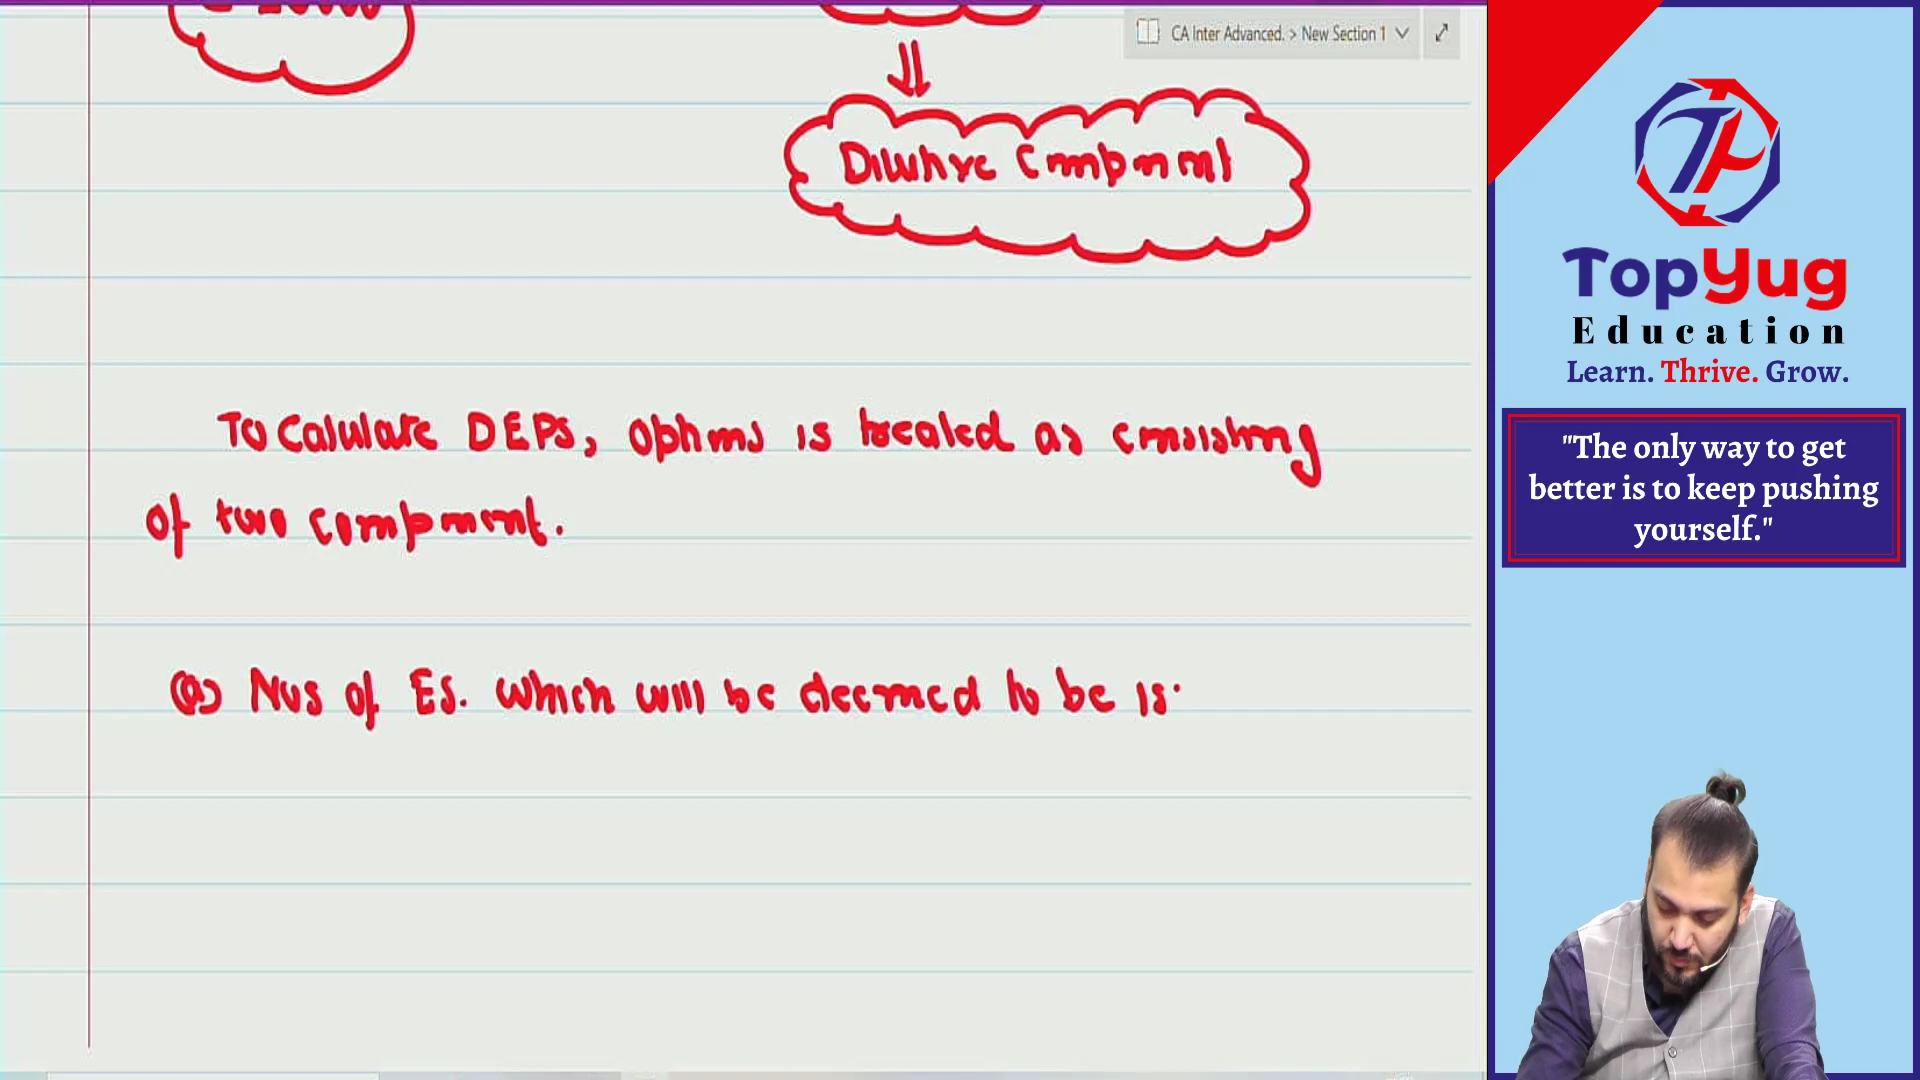 CA Inter Advanced. > New Section 1
Dilutive Component
To Calculate DEPS, Options is treated as consisting
of two component.
(a) Nos of ES. which will be deemed to be is
TopYug
Education
Learn. Thrive. Grow.
"The only way to get
better is to keep pushing
yourself."